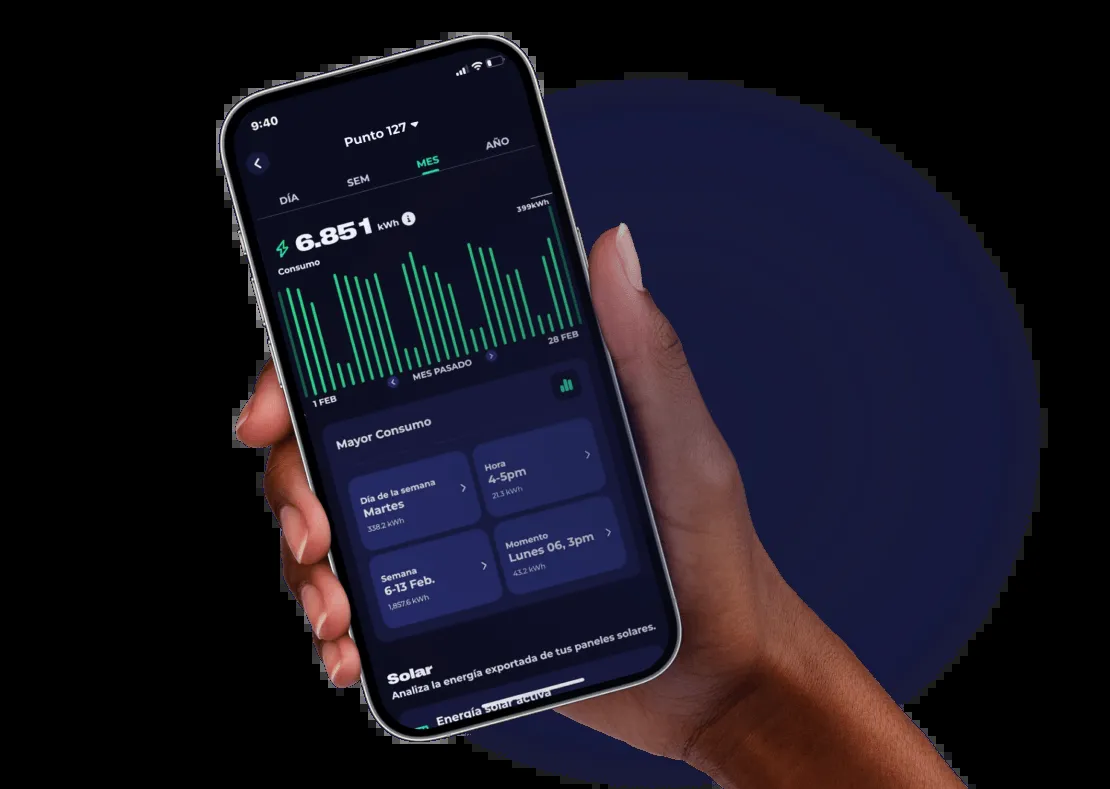 9:40
Punto 127
DÍA
SEM
MES
AÑO
6.851 kWh
Consumo
399kWh
1 FEB
MES PASADO
28 FEB
Mayor Consumo
Día de la semana
Martes
338.2 kWh
Hora
4-5pm
21.3 kWh
Semana
6-13 Feb.
1,857.6 kWh
Momento
Lunes 06, 3pm
43.2 kWh
Solar
Analiza la energía exportada de tus paneles solares.
Energía solar activa